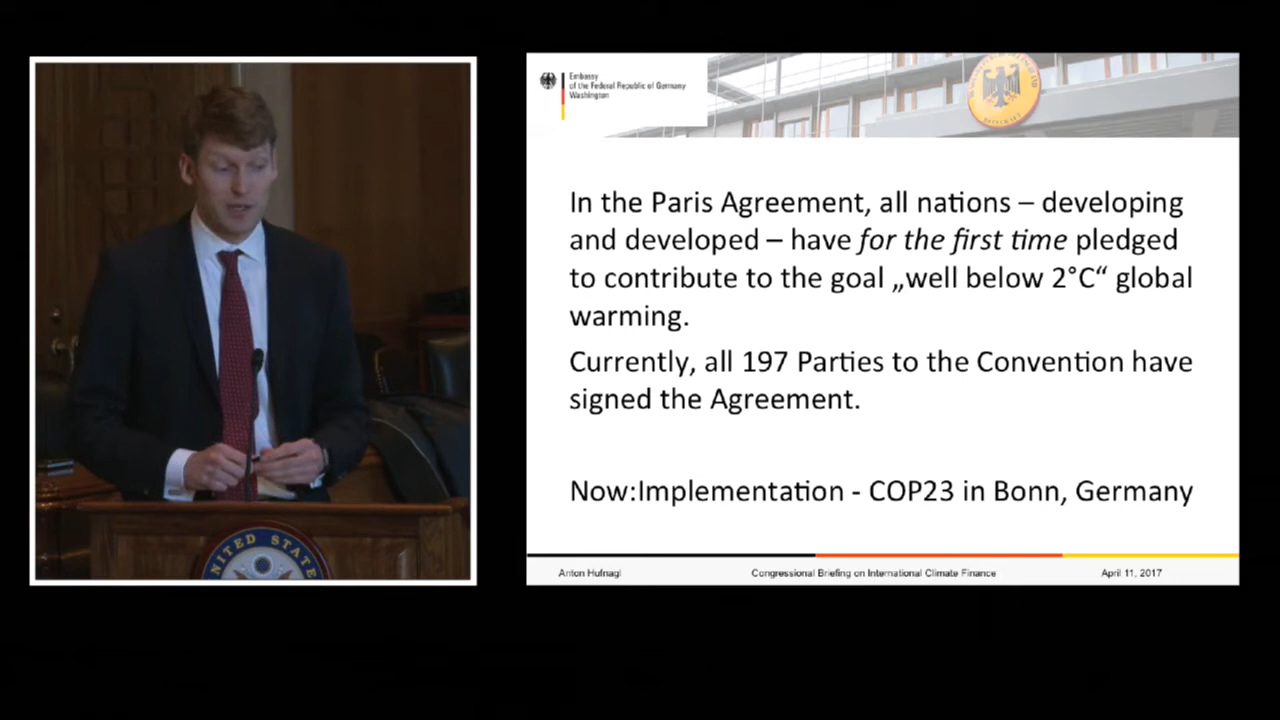 Embassy
of the Federal Republic of Germany
Washington
In the Paris Agreement, all nations – developing
and developed – have for the first time pledged
to contribute to the goal „well below 2°C“ global
warming.
Currently, all 197 Parties to the Convention have
signed the Agreement.
Now:Implementation - COP23 in Bonn, Germany
Anton Hufnagl
Congressional Briefing on International Climate Finance
April 11, 2017
NITED STATE